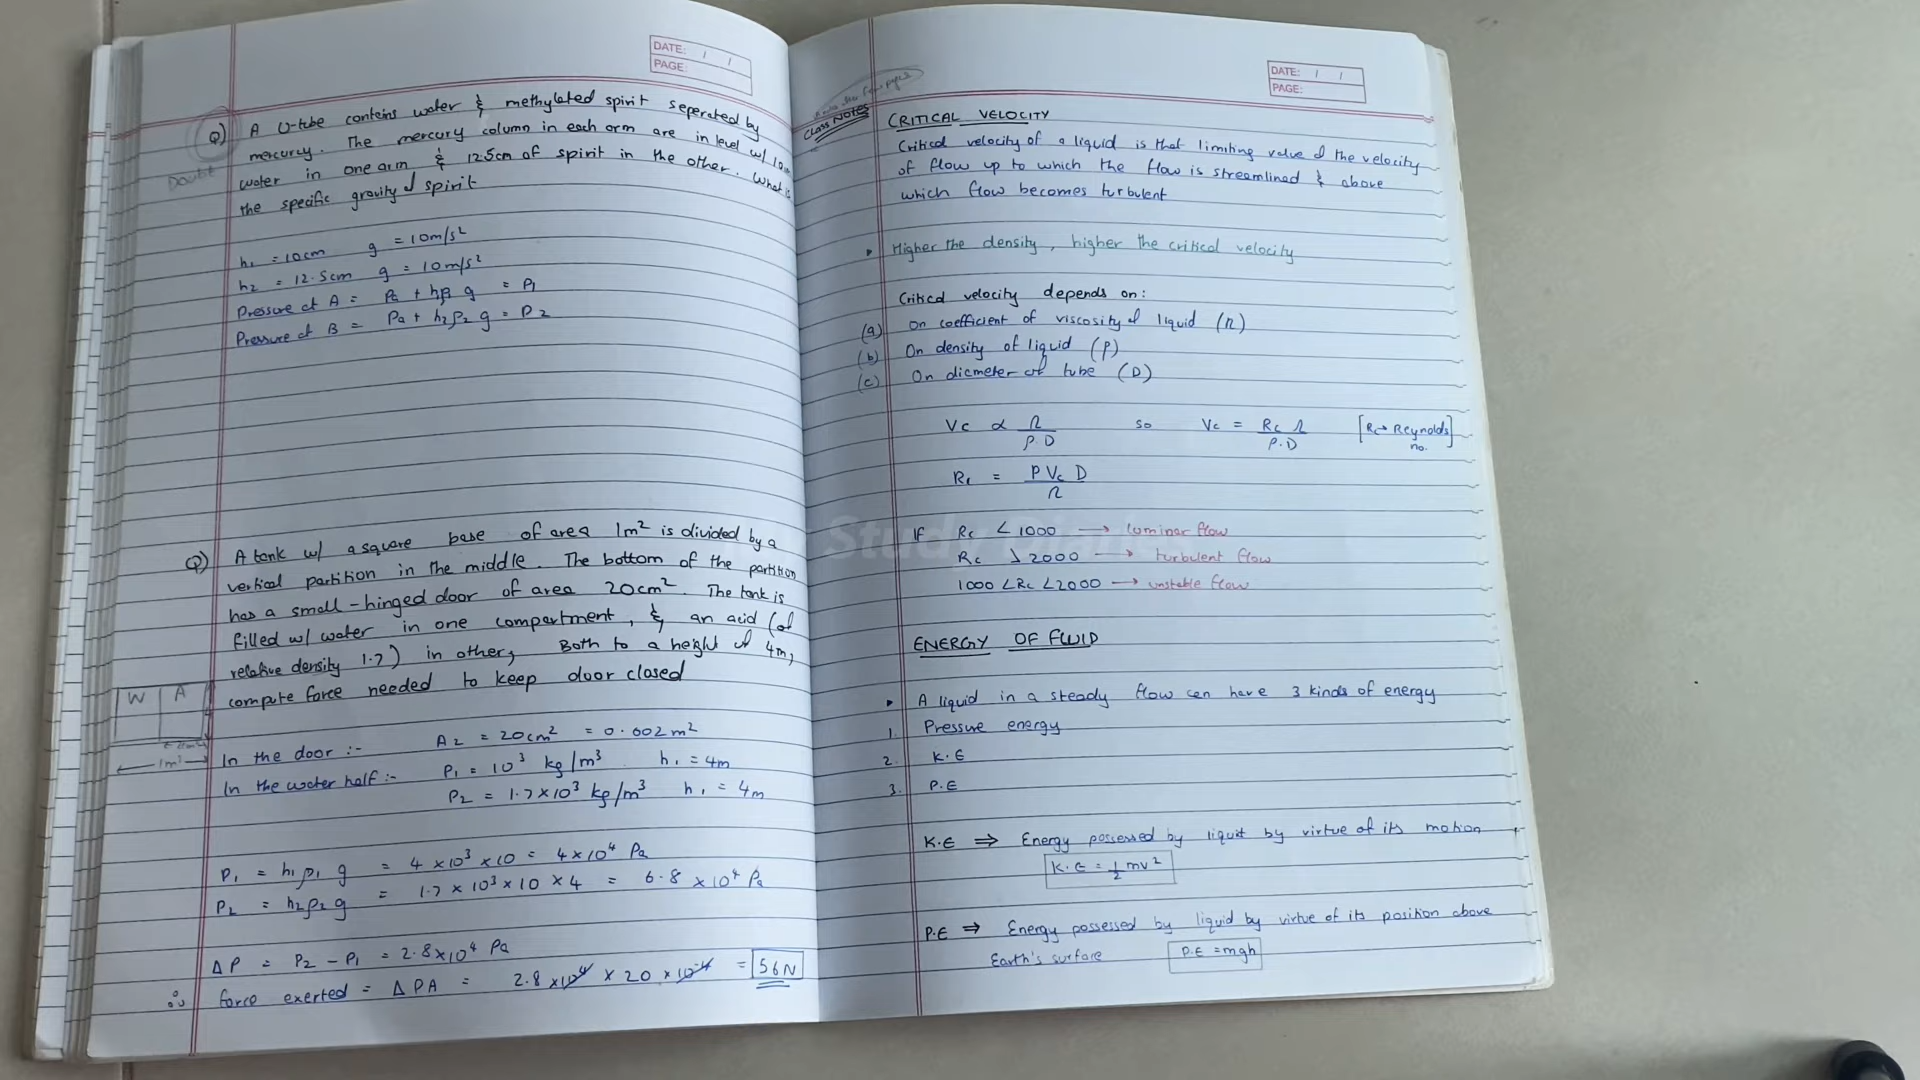 DATE: / /
PAGE:
Q) A U-tube contains water & methylated spirit seperated by
mercury. The mercury column in each arm are in level w/ 10cm
water in one arm & 12.5cm of spirit in the other. What is
the specific gravity of spirit
Doubt
h₁ = 10cm g = 10m/s²
h₂ = 12.5cm g = 10m/s²
Pressure at A = Pa + hρ g = P₁
Pressure at B = Pa + h₂ρ₂ g = P₂
Q) A tank w/ a square base of area 1m² is divided by a
vertical partition in the middle. The bottom of the partition
has a small-hinged door of area 20cm². The tank is
filled w/ water in one compartment, & an acid (of
relative density 1.7) in other, Both to a height of 4m,
compute force needed to keep door closed
W A
1m²
In the door :- A₂ = 20cm² = 0.002m²
In the water half :- ρ₁ = 10³ kg/m³ h₁ = 4m
ρ₂ = 1.7×10³ kg/m³ h₁ = 4m
P₁ = h₁ρ₁ g = 4×10³×10 = 4×10⁴ Pa
P₂ = h₂ρ₂ g = 1.7×10³×10×4 = 6.8×10⁴ Pa
ΔP = P₂ - P₁ = 2.8×10⁴ Pa
∴ force exerted = ΔPA = 2.8×10⁴ × 20×10⁻⁴ = 56N
DATE: / /
PAGE:
CLASS NOTES
CRITICAL VELOCITY
Critical velocity of a liquid is that limiting value of the velocity
of flow up to which the flow is streamlined & above
which flow becomes turbulent
Higher the density, higher the critical velocity
Critical velocity depends on:
(a) On coefficient of viscosity of liquid (η)
(b) On density of liquid (ρ)
(c) On diameter of tube (D)
Vc ∝ η / ρ.D so Vc = Rc η / ρ.D [Rc → Reynolds no.]
Rc = ρ Vc D / η
If Rc < 1000 → laminar flow
Rc > 2000 → turbulent flow
1000 < Rc < 2000 → unstable flow
ENERGY OF FLUID
A liquid in a steady flow can have 3 kinds of energy
1. Pressure energy
2. K.E
3. P.E
K.E ⇒ Energy possessed by liquid by virtue of its motion
K.E = ½mv²
P.E ⇒ Energy possessed by liquid by virtue of its position above
Earth's surface P.E = mgh